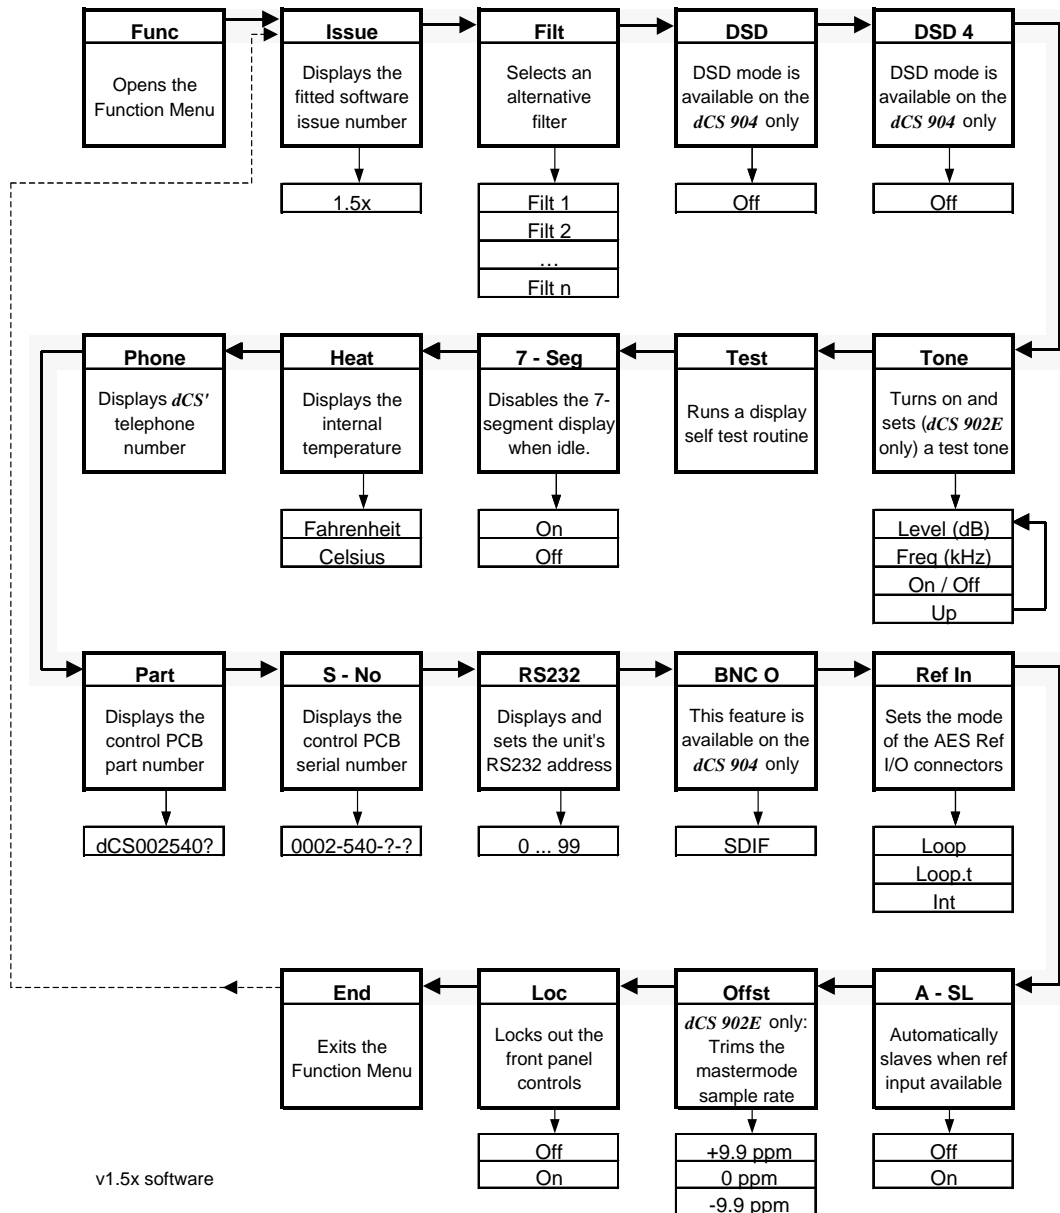 Func
Opens the
Function Menu
Issue
Displays the
fitted software
issue number
1.5x
Filt
Selects an
alternative
filter
Filt 1
Filt 2
...
Filt n
DSD
DSD mode is
available on the
dCS 904 only
Off
DSD 4
DSD mode is
available on the
dCS 904 only
Off
Phone
Displays dCS'
telephone
number
Heat
Displays the
internal
temperature
Fahrenheit
Celsius
7 - Seg
Disables the 7-
segment display
when idle.
On
Off
Test
Runs a display
self test routine
Tone
Turns on and
sets (dCS 902E
only) a test tone
Level (dB)
Freq (kHz)
On / Off
Up
Part
Displays the
control PCB
part number
dCS002540?
S - No
Displays the
control PCB
serial number
0002-540-?-?
RS232
Displays and
sets the unit's
RS232 address
0 ... 99
BNC O
This feature is
available on the
dCS 904 only
SDIF
Ref In
Sets the mode
of the AES Ref
I/O connectors
Loop
Loop.t
Int
End
Exits the
Function Menu
Loc
Locks out the
front panel
controls
Off
On
Offst
dCS 902E only:
Trims the
mastermode
sample rate
+9.9 ppm
0 ppm
-9.9 ppm
A - SL
Automatically
slaves when ref
input available
Off
On
v1.5x software